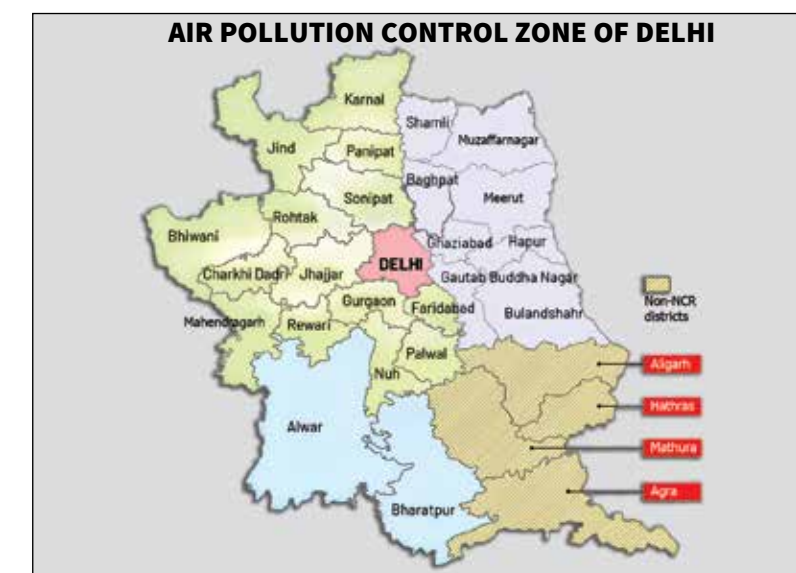 AIR POLLUTION CONTROL ZONE OF DELHI
Karnal
Shamli
Muzaffarnagar
Jind
Panipat
Baghpat
Sonipat
Meerut
Rohtak
Bhiwani
Ghaziabad
Hapur
DELHI
Charkhi Dadri
Jhajjar
Gautab Buddha Nagar
Gurgaon
Faridabad
Bulandshahr
Non-NCR
districts
Mahendragarh
Rewari
Palwal
Nuh
Aligarh
Hathras
Alwar
Mathura
Agra
Bharatpur